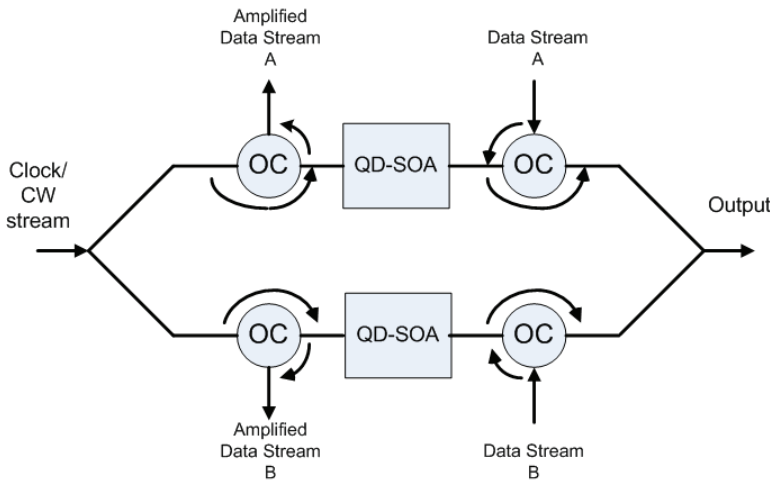 Amplified
Data Stream
A
Data Stream
A
OC
QD-SOA
OC
Clock/
CW
stream
Output
OC
QD-SOA
OC
Amplified
Data Stream
B
Data Stream
B